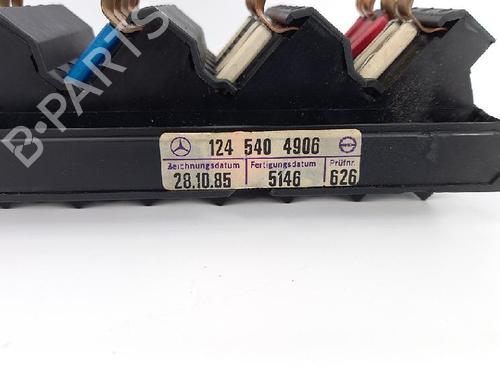 B-PARTS
124 540 4906
Zeichnungsdatum Fertigungsdatum Prüfnr.
28.10.85 5146 626